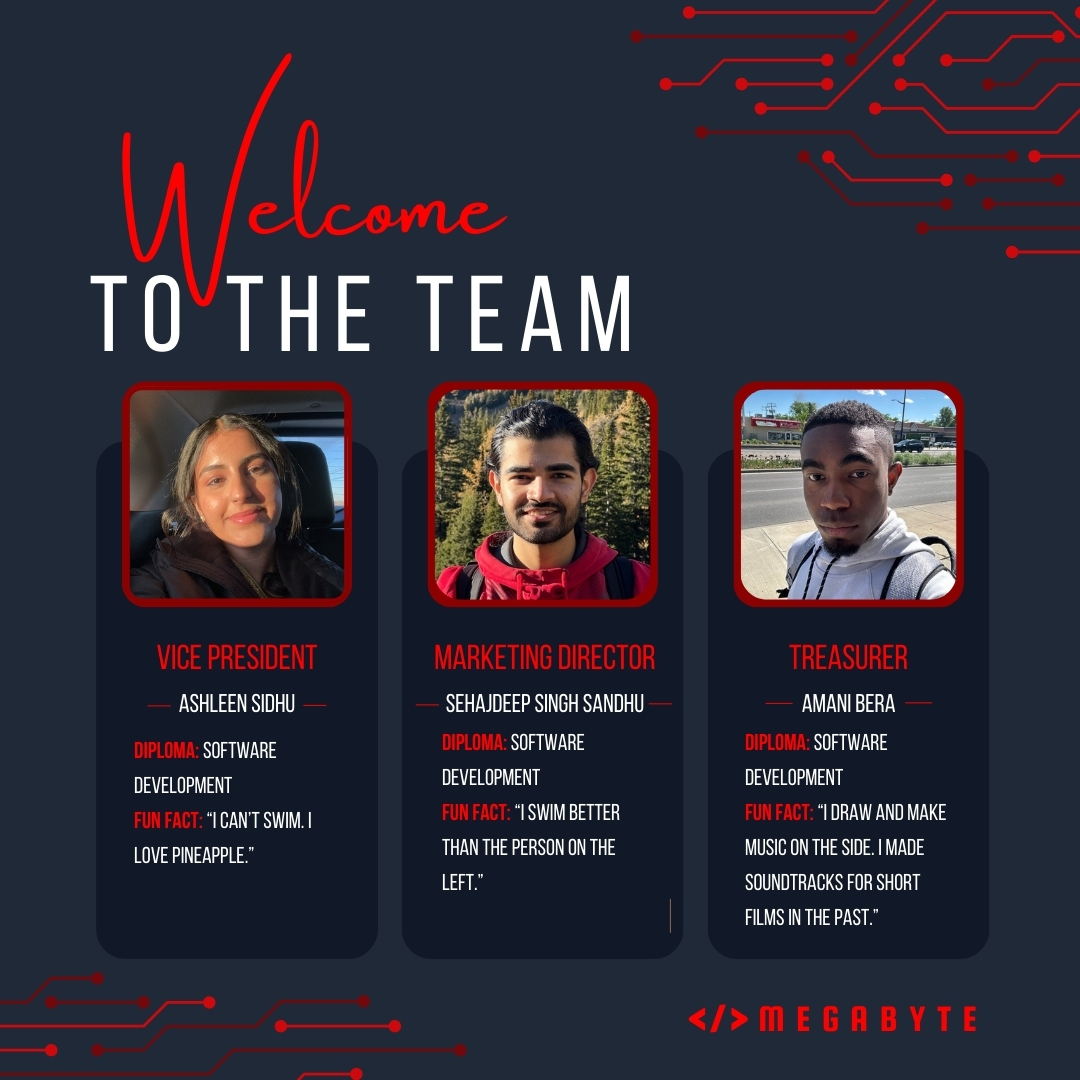 Welcome
TO THE TEAM
VICE PRESIDENT
ASHLEEN SIDHU
DIPLOMA: SOFTWARE
DEVELOPMENT
FUN FACT: “I CAN’T SWIM. I
LOVE PINEAPPLE.”
MARKETING DIRECTOR
SEHAJDEEP SINGH SANDHU
DIPLOMA: SOFTWARE
DEVELOPMENT
FUN FACT: “I SWIM BETTER
THAN THE PERSON ON THE
LEFT.”
TREASURER
AMANI BERA
DIPLOMA: SOFTWARE
DEVELOPMENT
FUN FACT: “I DRAW AND MAKE
MUSIC ON THE SIDE. I MADE
SOUNDTRACKS FOR SHORT
FILMS IN THE PAST.”
</>MEGABYTE